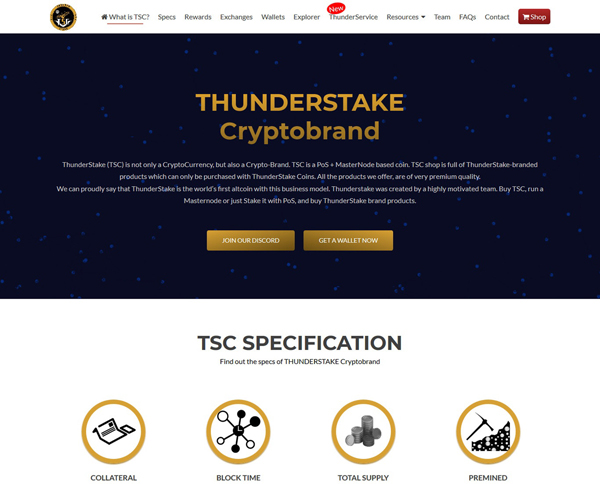 What is TSC? Specs Rewards Exchanges Wallets Explorer New ThunderService Resources Team FAQs Contact Shop
THUNDERSTAKE
Cryptobrand
ThunderStake (TSC) is not only a CryptoCurrency, but also a Crypto-Brand. TSC is a PoS + MasterNode based coin. TSC shop is full of ThunderStake-branded
products which can only be purchased with ThunderStake Coins. All the products we offer, are of very premium quality.
We can proudly say that ThunderStake is the world's first altcoin with this business model. Thunderstake was created by a highly motivated team. Buy TSC, run a
Masternode or just Stake it with PoS, and buy ThunderStake brand products.
JOIN OUR DISCORD GET A WALLET NOW
TSC SPECIFICATION
Find out the specs of THUNDERSTAKE Cryptobrand
COLLATERAL BLOCK TIME TOTAL SUPPLY PREMINED